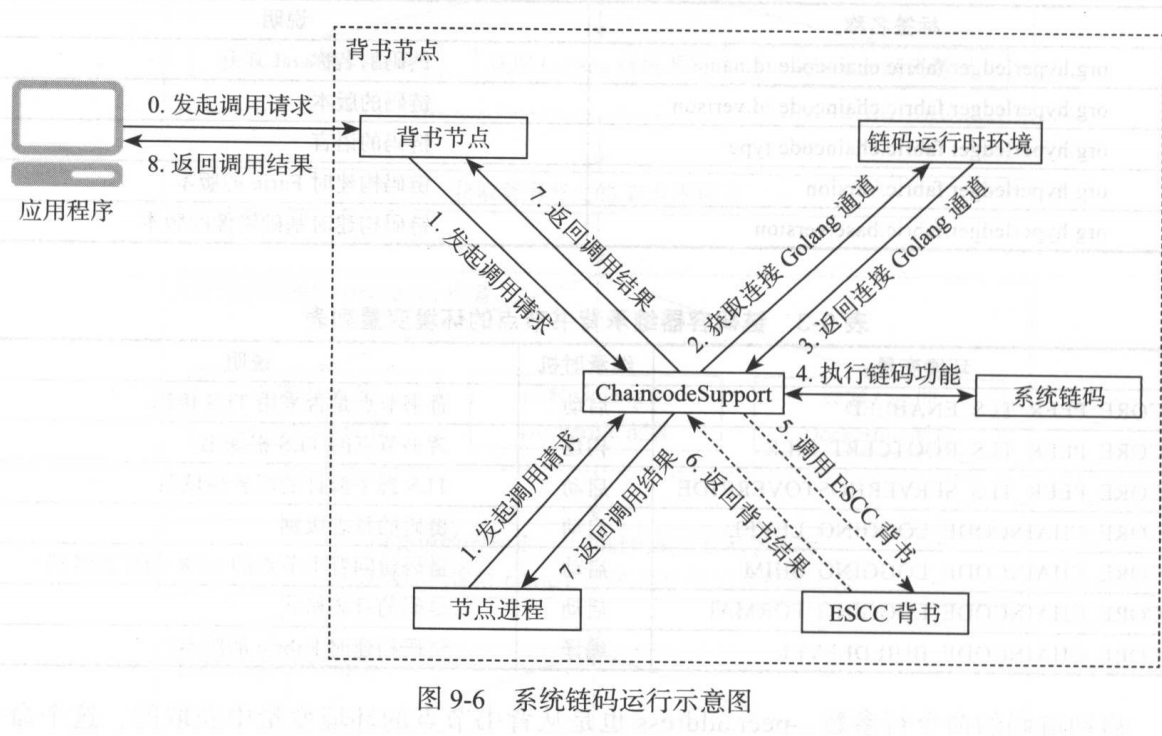 背书节点
0. 发起调用请求
8. 返回调用结果
应用程序
背书节点
链码运行时环境
1. 发起调用请求
7. 返回调用结果
2. 获取连接 Golang 通道
3. 返回连接 Golang 通道
ChaincodeSupport
4. 执行链码功能
系统链码
1. 发起调用请求
7. 返回调用结果
6. 返回背书结果
5. 调用 ESCC 背书
节点进程
ESCC 背书
图 9-6 系统链码运行示意图